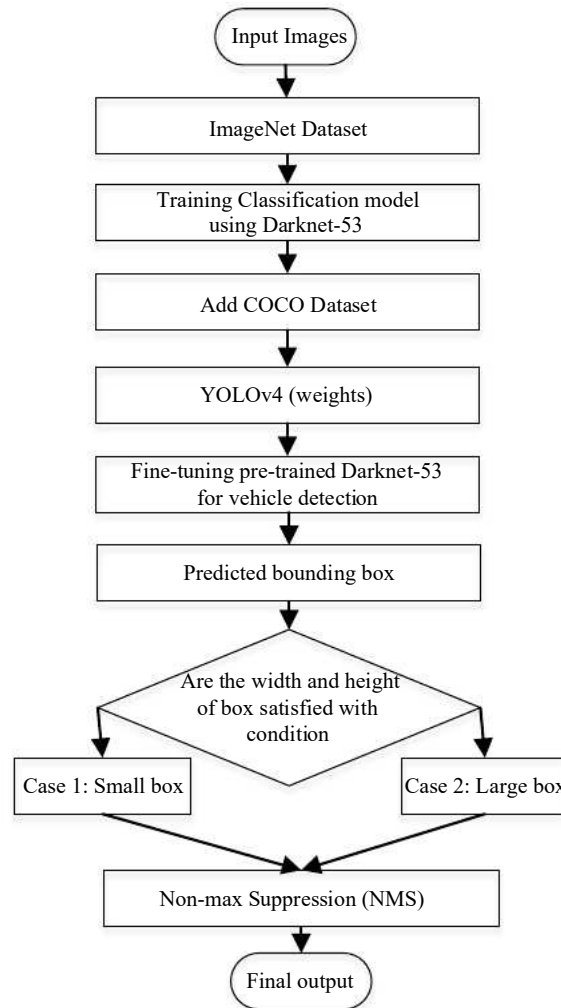 Input Images
ImageNet Dataset
Training Classification model
using Darknet-53
Add COCO Dataset
YOLOv4 (weights)
Fine-tuning pre-trained Darknet-53
for vehicle detection
Predicted bounding box
Are the width and height
of box satisfied with
condition
Case 1: Small box
Case 2: Large box
Non-max Suppression (NMS)
Final output